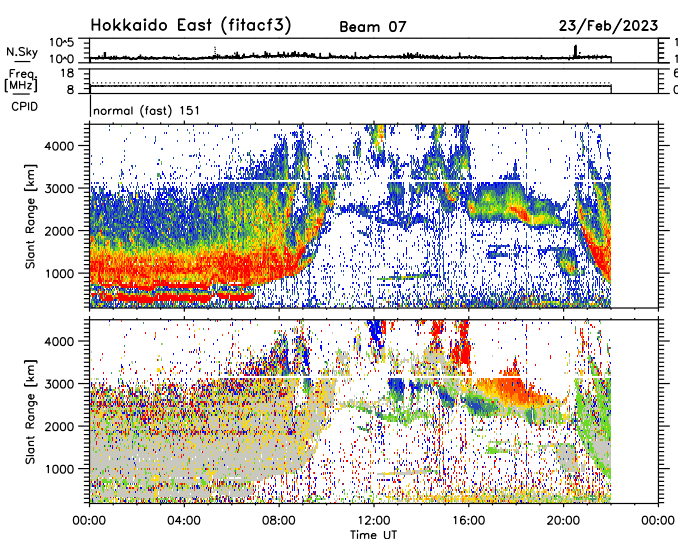 Hokkaido East (fitacf3) Beam 07 23/Feb/2023
N.Sky 10^5 10^0 1 1
Freq. [MHz] 18 8 6 0
CPID normal (fast) 151
Slant Range [km] 4000 3000 2000 1000
Slant Range [km] 4000 3000 2000 1000
00:00 04:00 08:00 12:00 16:00 20:00 00:00
Time UT